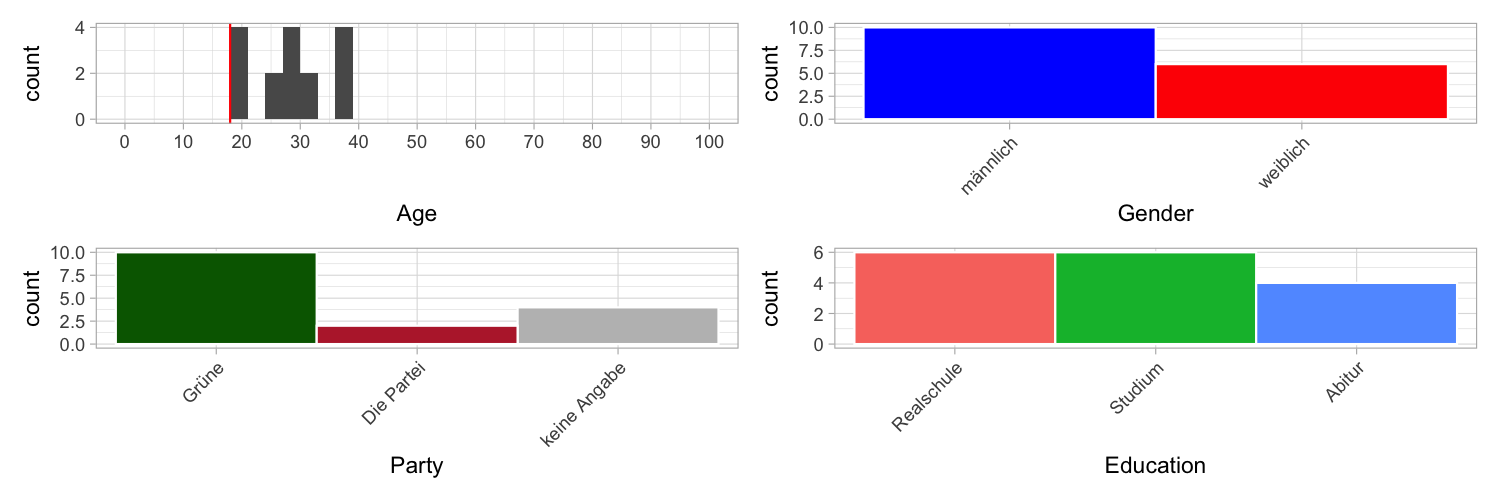 count
4
2
0
0 10 20 30 40 50 60 70 80 90 100
Age
count
10.0
7.5
5.0
2.5
0.0
männlich weiblich
Gender
count
10.0
7.5
5.0
2.5
0.0
Grüne Die Partei keine Angabe
Party
count
6
4
2
0
Realschule Studium Abitur
Education